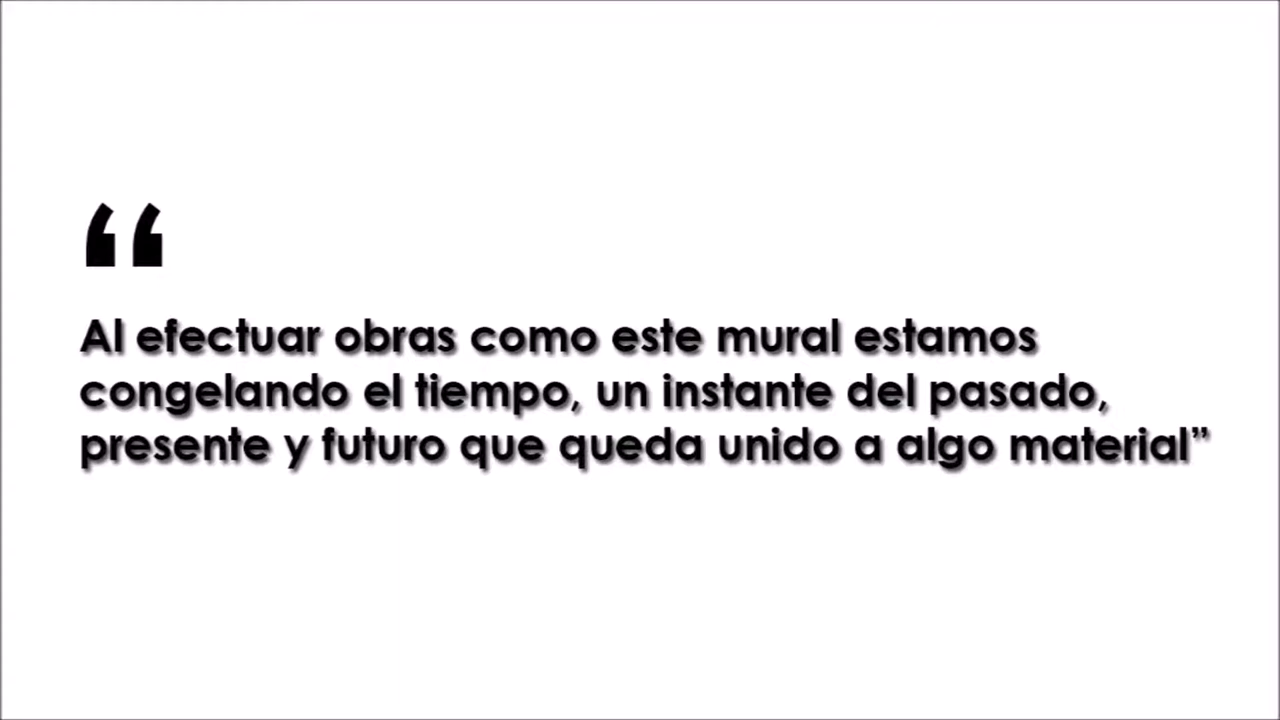 “
Al efectuar obras como este mural estamos
congelando el tiempo, un instante del pasado,
presente y futuro que queda unido a algo material”